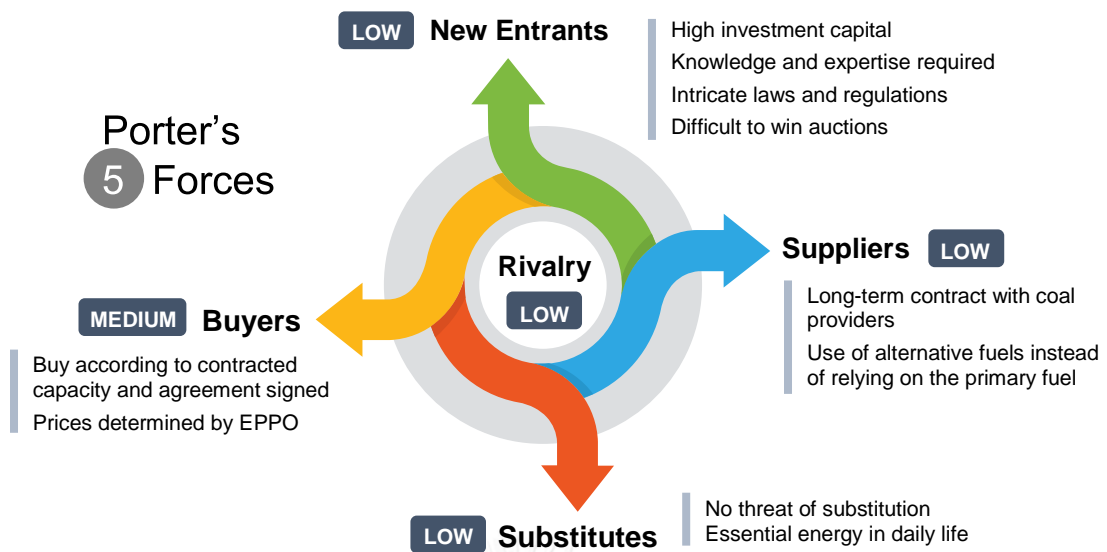 Porter's
5 Forces
LOW New Entrants
High investment capital
Knowledge and expertise required
Intricate laws and regulations
Difficult to win auctions
Suppliers LOW
Long-term contract with coal
providers
Use of alternative fuels instead
of relying on the primary fuel
Rivalry
LOW
MEDIUM Buyers
Buy according to contracted
capacity and agreement signed
Prices determined by EPPO
LOW Substitutes
No threat of substitution
Essential energy in daily life